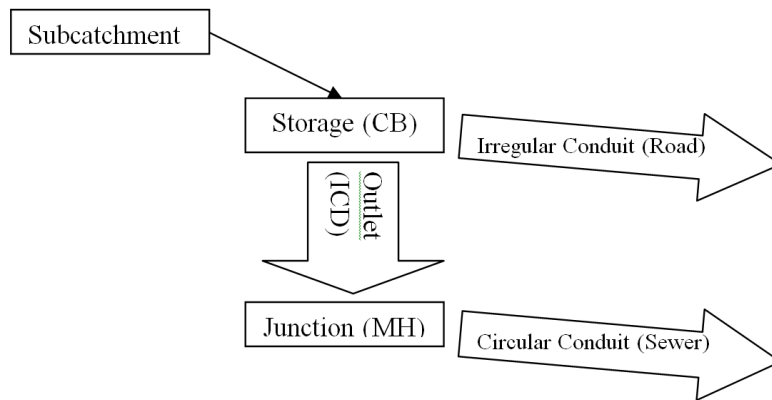 Subcatchment
Storage (CB)
Irregular Conduit (Road)
Outlet
(ICD)
Junction (MH)
Circular Conduit (Sewer)